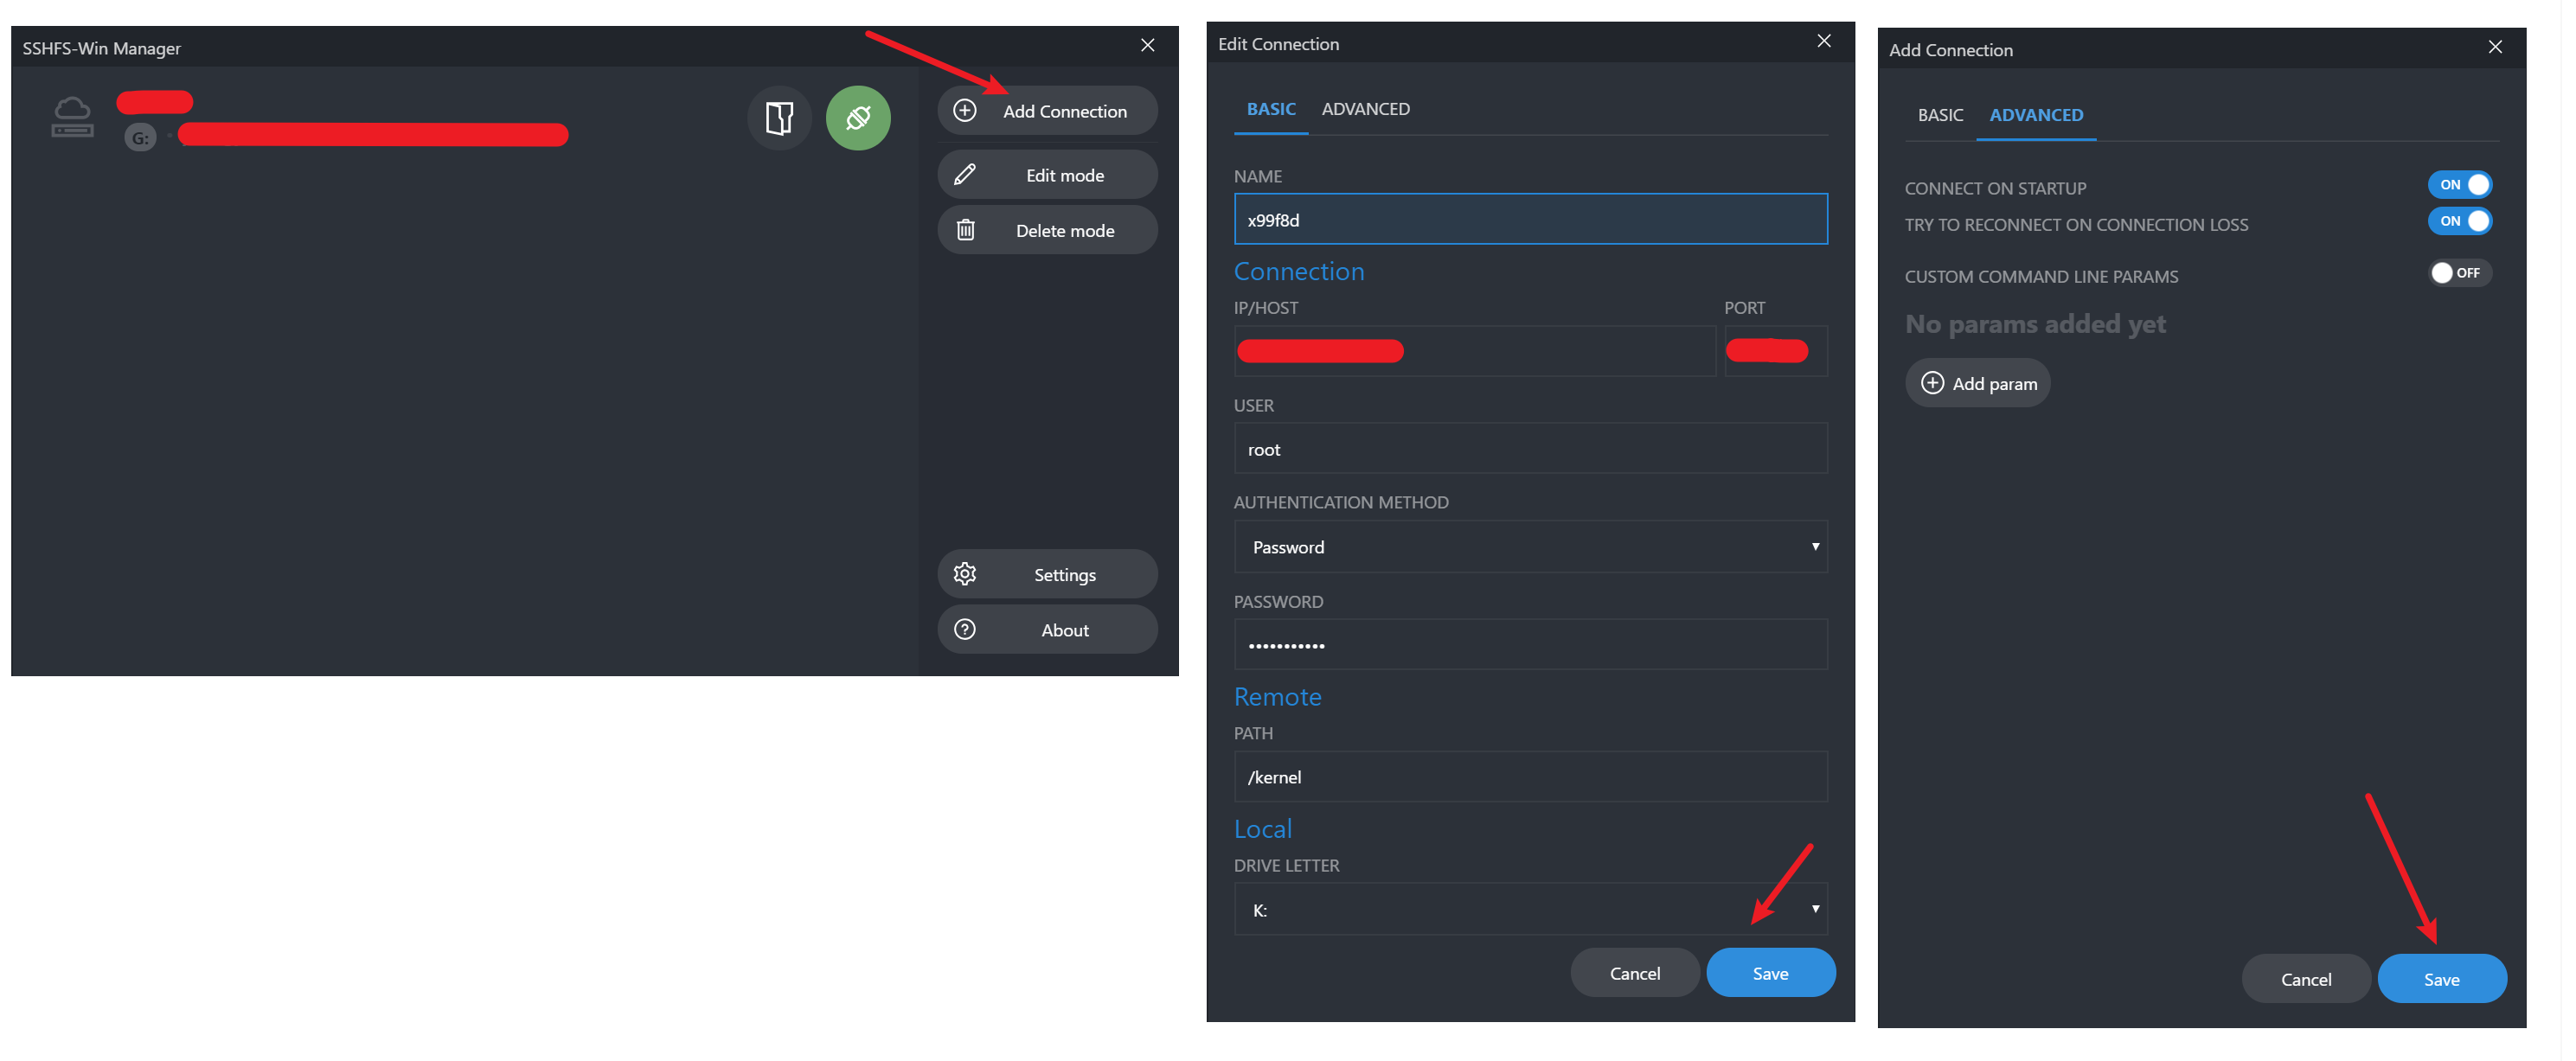 SSHFS-Win Manager
G:
Add Connection
Edit mode
Delete mode
Settings
About
Edit Connection
BASIC ADVANCED
NAME
x99f8d
Connection
IP/HOST PORT
USER
root
AUTHENTICATION METHOD
Password
PASSWORD
•••••••••••
Remote
PATH
/kernel
Local
DRIVE LETTER
K:
Cancel Save
Add Connection
BASIC ADVANCED
CONNECT ON STARTUP ON
TRY TO RECONNECT ON CONNECTION LOSS ON
CUSTOM COMMAND LINE PARAMS OFF
No params added yet
Add param
Cancel Save